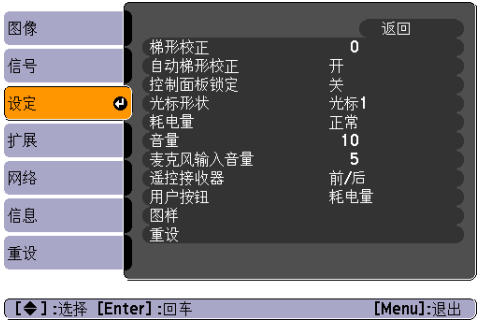 图像
信号
设定
扩展
网络
信息
重设
返回
梯形校正 0
自动梯形校正 开
控制面板锁定 关
光标形状 光标1
耗电量 正常
音量 10
麦克风输入音量 5
遥控接收器 前/后
用户按钮 耗电量
图样
重设
[◆]:选择 [Enter]:回车 [Menu]:退出